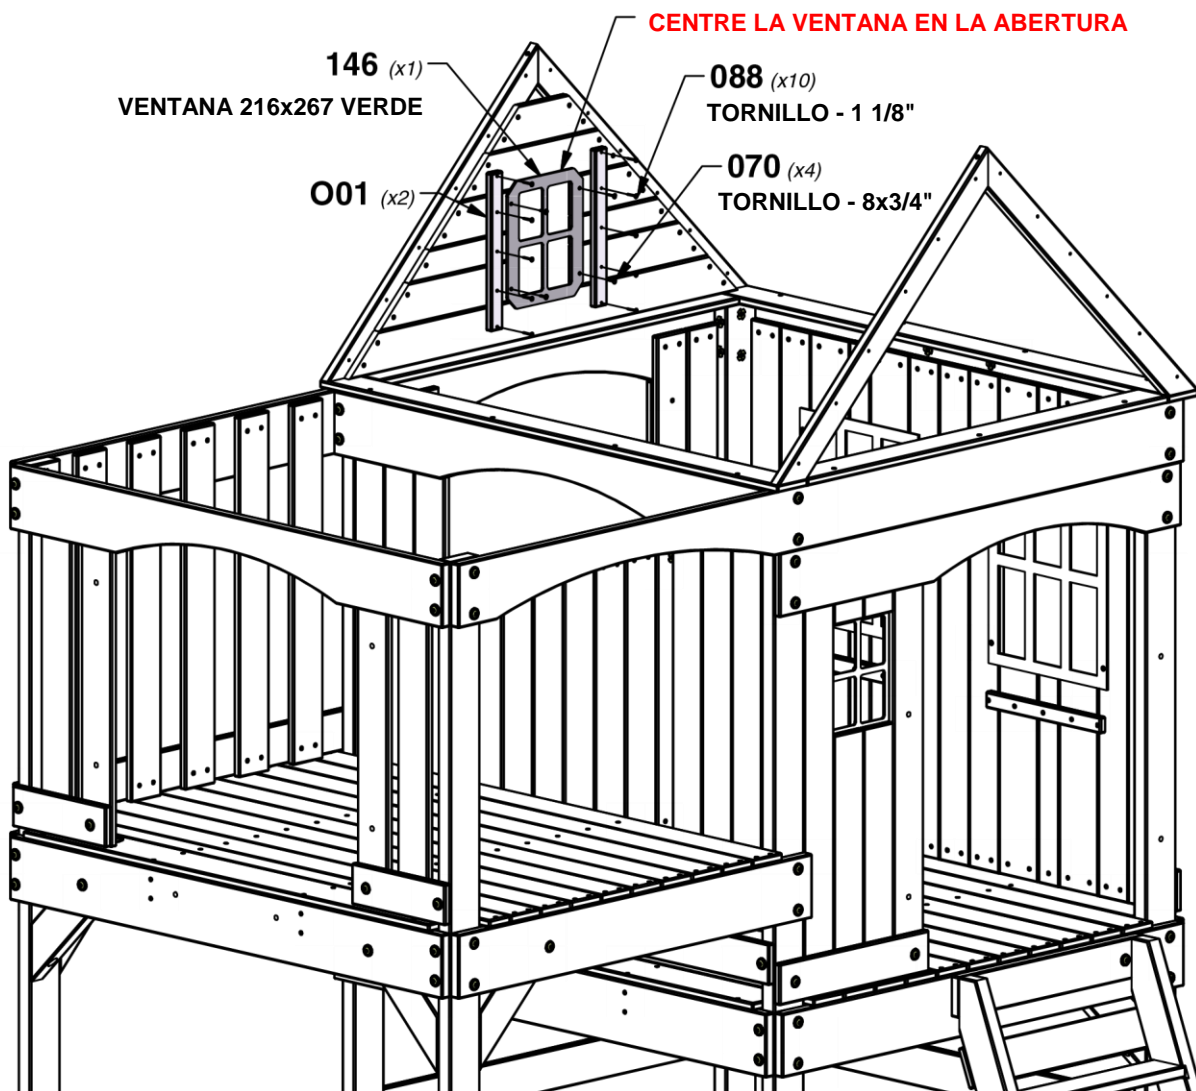 CENTRE LA VENTANA EN LA ABERTURA
146 (x1)
VENTANA 216x267 VERDE
088 (x10)
TORNILLO - 1 1/8"
070 (x4)
TORNILLO - 8x3/4"
O01 (x2)